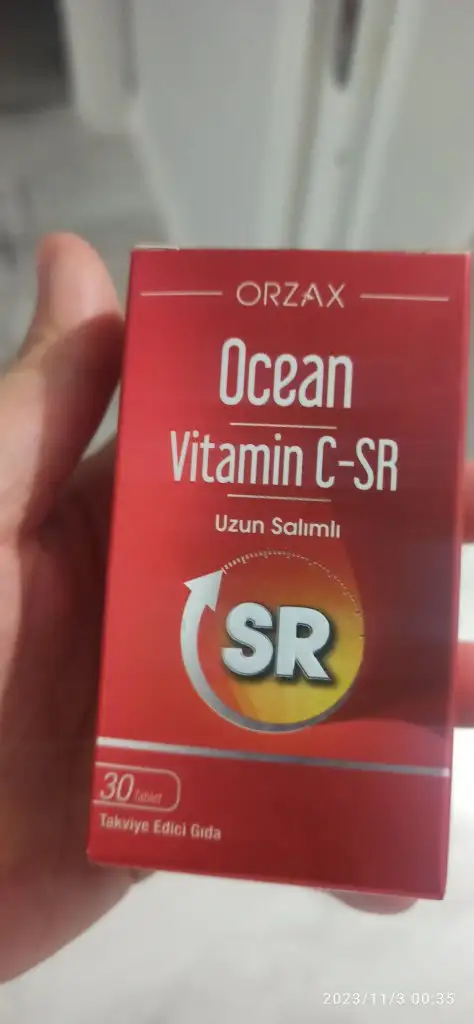 ORZAX
Ocean
Vitamin C-SR
Uzun Salımlı
SR
30 Tablet
Takviye Edici Gıda
2023/11/3 00:35